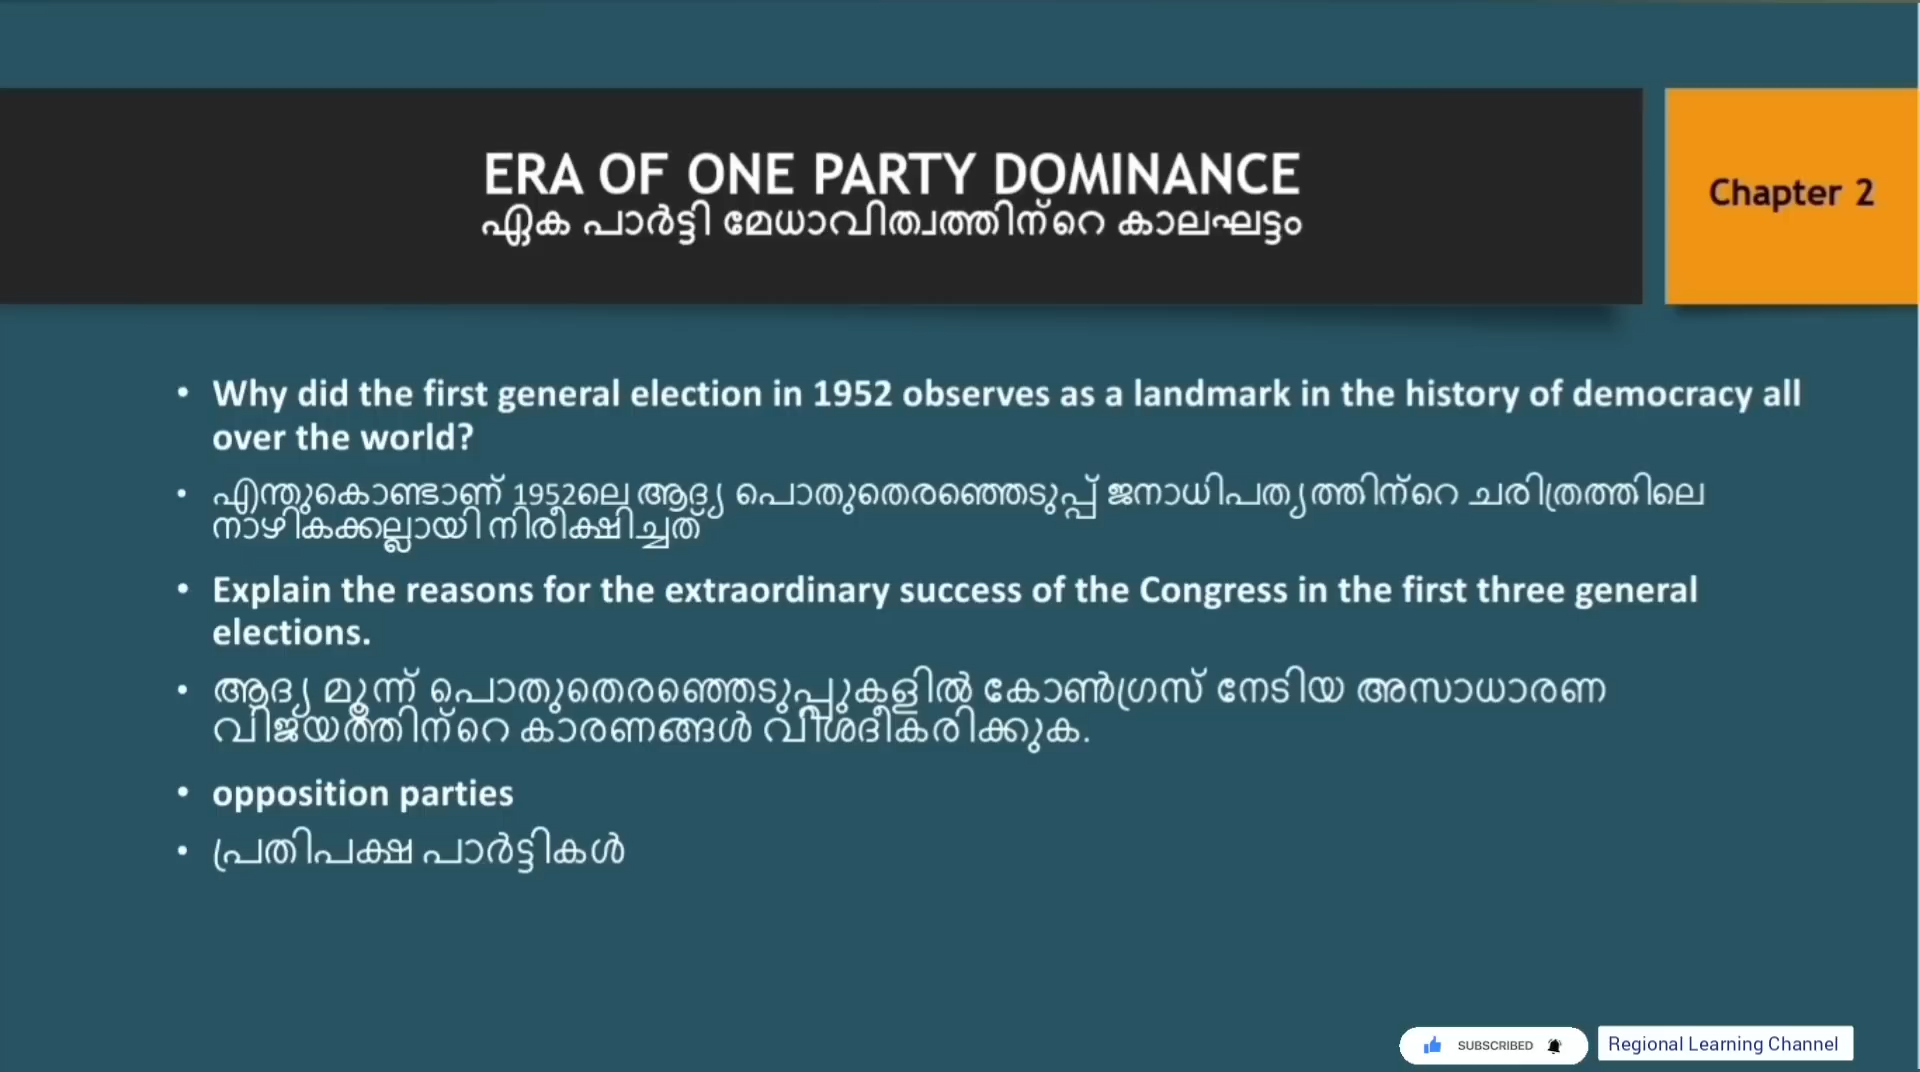 ERA OF ONE PARTY DOMINANCE
ഏക പാർട്ടി മേധാവിത്വത്തിന്റെ കാലഘട്ടം
Chapter 2
• Why did the first general election in 1952 observes as a landmark in the history of democracy all
over the world?
• എന്തുകൊണ്ടാണ് 1952ലെ ആദ്യ പൊതുതെരഞ്ഞെടുപ്പ് ജനാധിപത്യത്തിന്റെ ചരിത്രത്തിലെ
നാഴികക്കല്ലായി നിരീക്ഷിച്ചത്
• Explain the reasons for the extraordinary success of the Congress in the first three general
elections.
• ആദ്യ മൂന്ന് പൊതുതെരഞ്ഞെടുപ്പുകളിൽ കോൺഗ്രസ് നേടിയ അസാധാരണ
വിജയത്തിന്റെ കാരണങ്ങൾ വിശദീകരിക്കുക.
• opposition parties
• പ്രതിപക്ഷ പാർട്ടികൾ
SUBSCRIBED
Regional Learning Channel